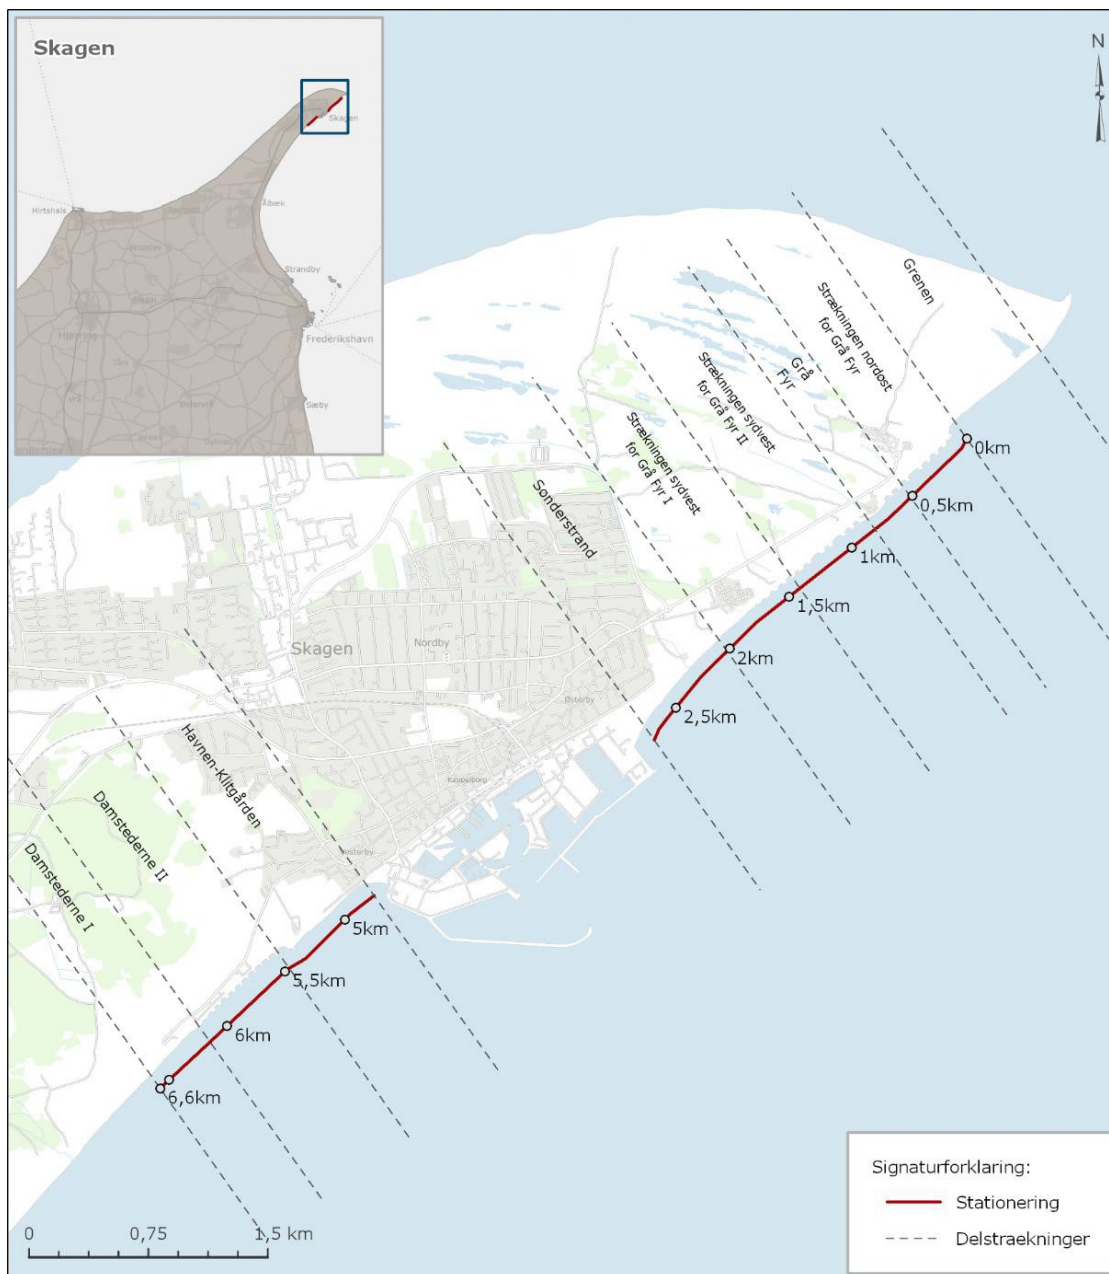 Skagen
N
Skagen
Hirtshals
Ålbæk
Strandby
Frederikshavn
Hjørring
Sæby
Grenen
Strækningen nordøst
for Grå Fyr
Grå
Fyr
Strækningen sydvest
for Grå Fyr II
Strækningen sydvest
for Grå Fyr I
Sønderstrand
0km
0,5km
1km
1,5km
2km
2,5km
Skagen
Nordby
Østerby
Kappelborg
Vesterby
Havnen-Klitgården
Damstederne II
Damstederne I
5km
5,5km
6km
6,6km
Signaturforklaring:
Stationering
Delstraekninger
0 0,75 1,5 km